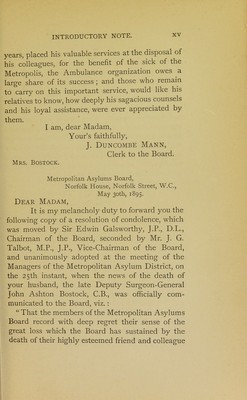 INTRODUCTORY NOTE. xv
years, placed his valuable services at the disposal of
his colleagues, for the benefit of the sick of the
Metropolis, the Ambulance organization owes a
large share of its success; and those who remain
to carry on this important service, would like his
relatives to know, how deeply his sagacious counsels
and his loyal assistance, were ever appreciated by
them.
I am, dear Madam,
Your's faithfully,
J. Duncombe Mann,
Clerk to the Board.
Mrs. Bostock.
Metropolitan Asylums Board,
Norfolk House, Norfolk Street, W.C.,
May 30th, 1895.
Dear Madam,
It is my melancholy duty to forward you the
following copy of a resolution of condolence, which
was moved by Sir Edwin Galsworthy, J.P., D.L.,
Chairman of the Board, seconded by Mr. J. G.
Talbot, M.P., J.P., Vice-Chairman of the Board,
and unanimously adopted at the meeting of the
Managers of the Metropolitan Asylum District, on
the 25th instant, when the news of the death of
your husband, the late Deputy Surgeon-General
John Ashton Bostock, C.B., was officially com-
municated to the Board, viz. :
" That the members of the Metropolitan Asylums
Board record with deep regret their sense of the
great loss which the Board has sustained by the
death of their highly esteemed friend and colleague